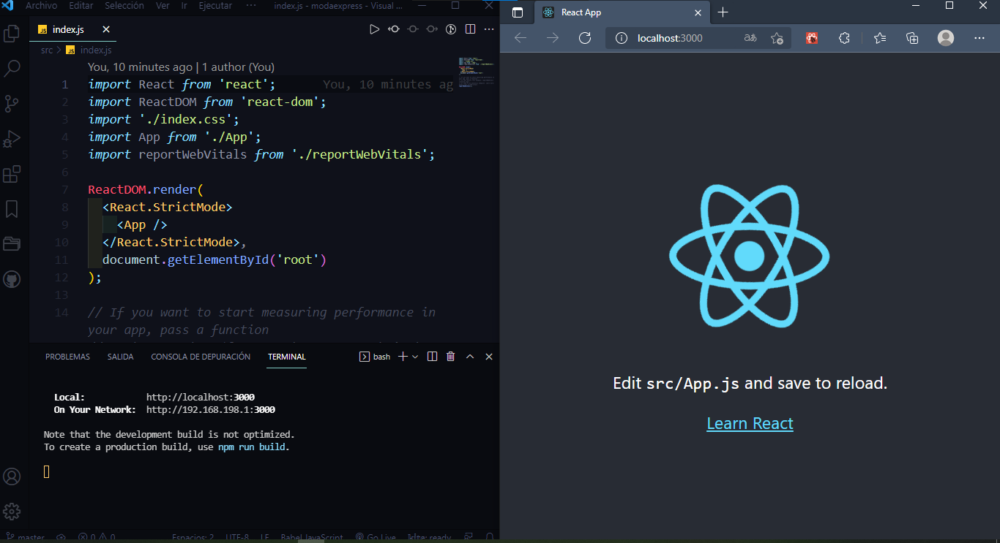 Archivo Editar Selección Ver Ir Ejecutar ··· index.js - modaexpress - Visual ...
index.js
src > index.js
You, 10 minutes ago | 1 author (You)
1 import React from 'react'; You, 10 minutes ag
2 import ReactDOM from 'react-dom';
3 import './index.css';
4 import App from './App';
5 import reportWebVitals from './reportWebVitals';
6
7 ReactDOM.render(
8 <React.StrictMode>
9 <App />
10 </React.StrictMode>,
11 document.getElementById('root')
12 );
13
14 // If you want to start measuring performance in
your app, pass a function
PROBLEMAS SALIDA CONSOLA DE DEPURACIÓN TERMINAL bash
Local: http://localhost:3000
On Your Network: http://192.168.198.1:3000
Note that the development build is not optimized.
To create a production build, use npm run build.
master 0 0 Espacios: 2 UTF-8 LF Babel JavaScript Go Live kite: ready
React App
localhost:3000
Edit src/App.js and save to reload.
Learn React